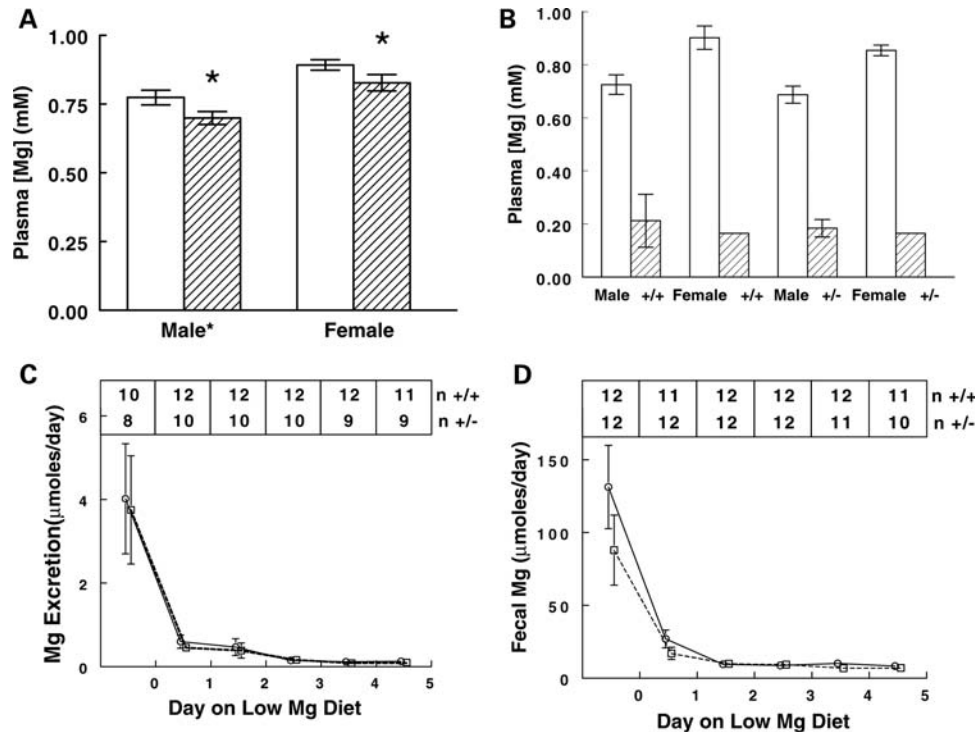 A
1.00
0.75
0.50
0.25
0.00
Plasma [Mg] (mM)
*
*
Male*
Female
B
1.00
0.80
0.60
0.40
0.20
0.00
Plasma [Mg] (mM)
Male +/+ Female +/+ Male +/- Female +/-
C
10 12 12 12 12 11 n +/+
8 10 10 10 9 9 n +/-
6
4
2
0
Mg Excretion(μmoles/day)
0 1 2 3 4 5
Day on Low Mg Diet
D
12 11 12 12 12 11 n +/+
12 12 12 12 11 10 n +/-
150
100
50
0
Fecal Mg (μmoles/day)
0 1 2 3 4 5
Day on Low Mg Diet